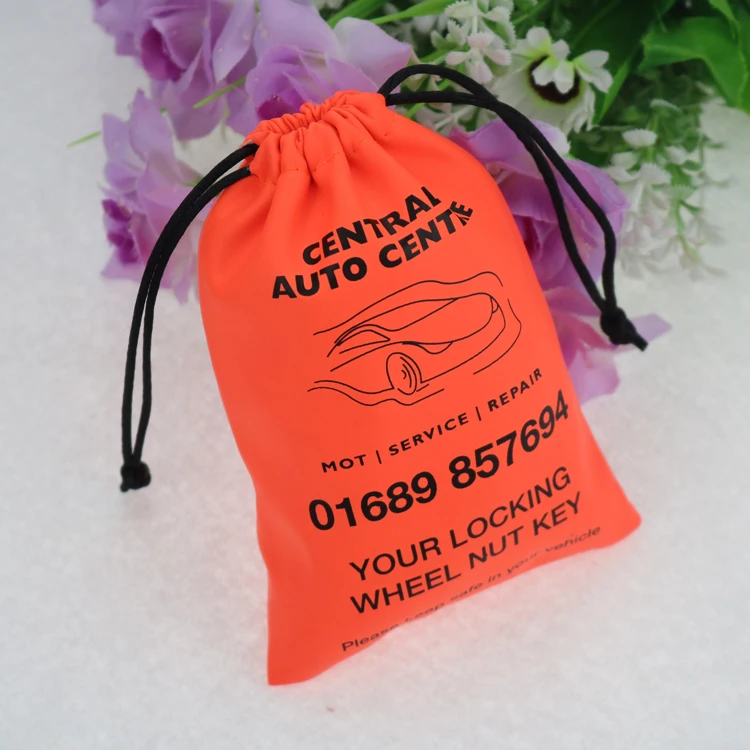 CENTRAL
AUTO CENTRE
MOT | SERVICE | REPAIR
01689 857694
YOUR LOCKING
WHEEL NUT KEY
Please keep safe in your vehicle